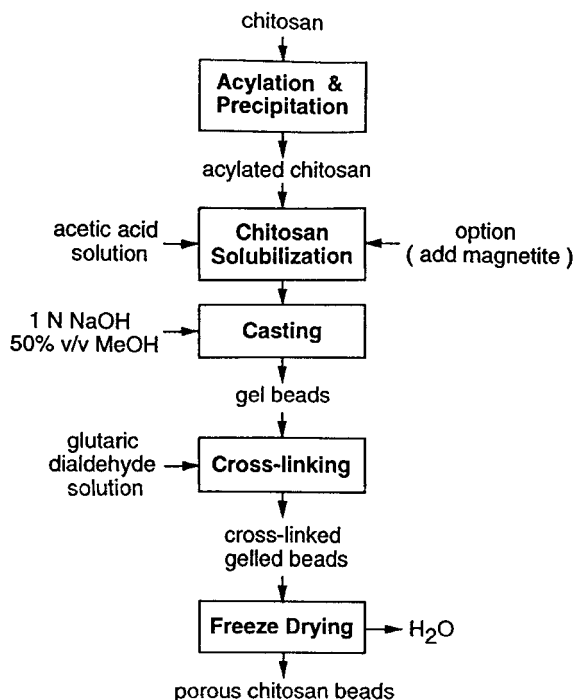 chitosan
Acylation &
Precipitation
acylated chitosan
acetic acid
solution
Chitosan
Solubilization
option
( add magnetite )
1 N NaOH
50% v/v MeOH
Casting
gel beads
glutaric
dialdehyde
solution
Cross-linking
cross-linked
gelled beads
Freeze Drying
H₂O
porous chitosan beads